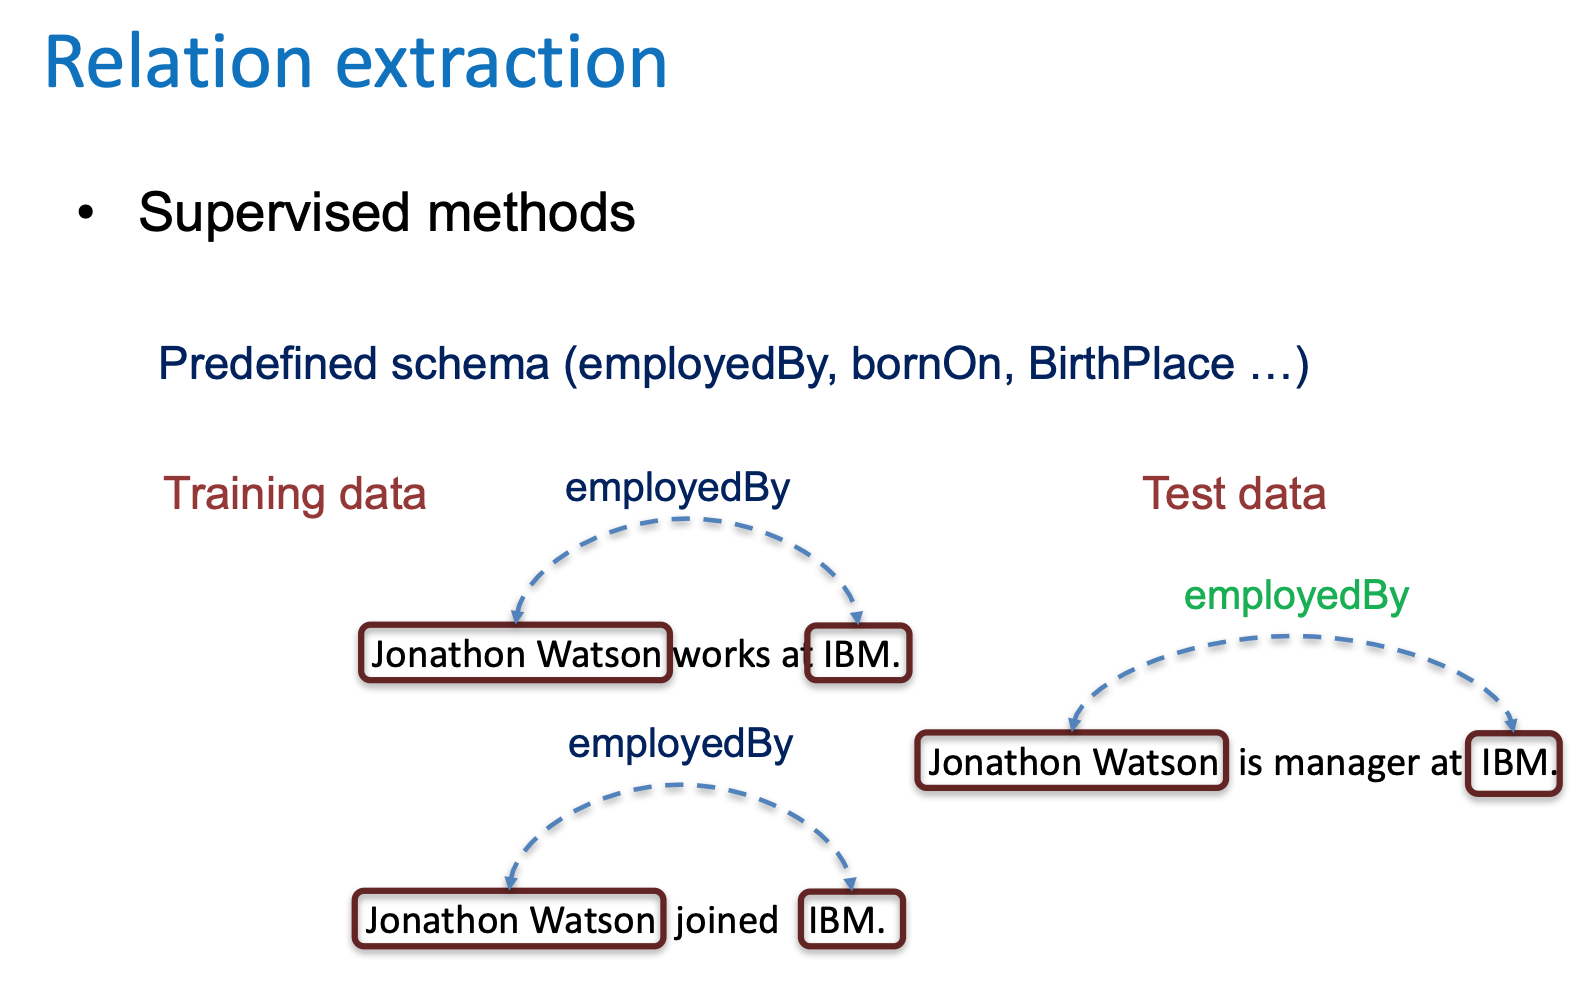 Relation extraction
• Supervised methods
Predefined schema (employedBy, bornOn, BirthPlace …)
Training data
employedBy
Jonathon Watson works at IBM.
employedBy
Jonathon Watson joined IBM.
Test data
employedBy
Jonathon Watson is manager at IBM.